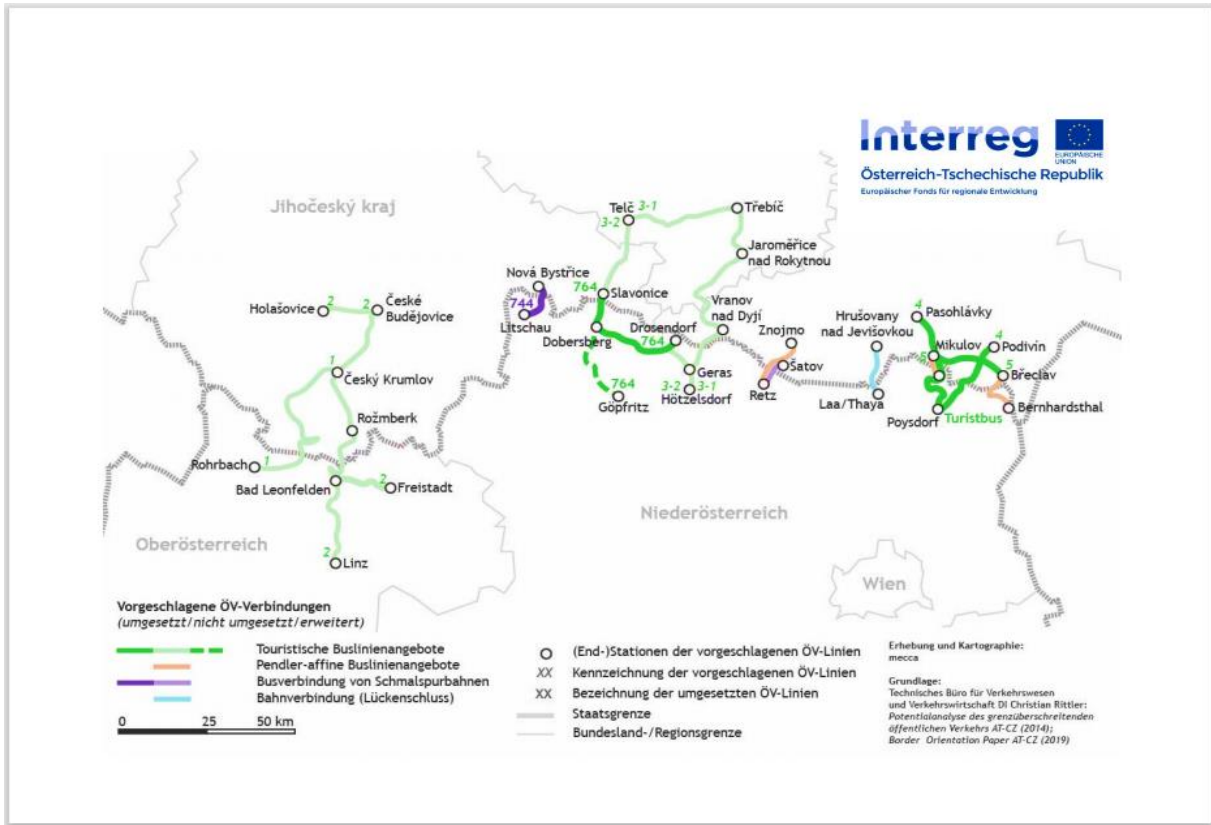 Interreg
EUROPÄISCHE
UNION
Österreich-Tschechische Republik
Europäischer Fonds für regionale Entwicklung
Jihočeský kraj
Telč
3-1
3-2
Třebíč
Jaroměřice
nad Rokytnou
Nová Bystřice
744
Litschau
764
Slavonice
Holašovice
2
2
České
Budějovice
Vranov
nad Dyjí
Drosendorf
764
Dobersberg
Znojmo
Šatov
Retz
Hrušovany
nad Jevišovkou
4
Pasohlávky
4
Podivín
Mikulov
5
5
Břeclav
1
Český Krumlov
Geras
3-2
3-1
Hötzelsdorf
764
Göpfritz
Laa/Thaya
Poysdorf
Turistbus
Bernhardsthal
Rožmberk
Rohrbach
1
Bad Leonfelden
2
Freistadt
Niederösterreich
Oberösterreich
2
Linz
Wien
Vorgeschlagene ÖV-Verbindungen
(umgesetzt/nicht umgesetzt/erweitert)
Touristische Buslinienangebote
Pendler-affine Buslinienangebote
Busverbindung von Schmalspurbahnen
Bahnverbindung (Lückenschluss)
0 25 50 km
(End-)Stationen der vorgeschlagenen ÖV-Linien
XX Kennzeichnung der vorgeschlagenen ÖV-Linien
XX Bezeichnung der umgesetzten ÖV-Linien
Staatsgrenze
Bundesland-/Regionsgrenze
Erhebung und Kartographie:
mecca
Grundlage:
Technisches Büro für Verkehrswesen
und Verkehrswirtschaft DI Christian Rittler:
Potentialanalyse des grenzüberschreitenden
öffentlichen Verkehrs AT-CZ (2014);
Border Orientation Paper AT-CZ (2019)